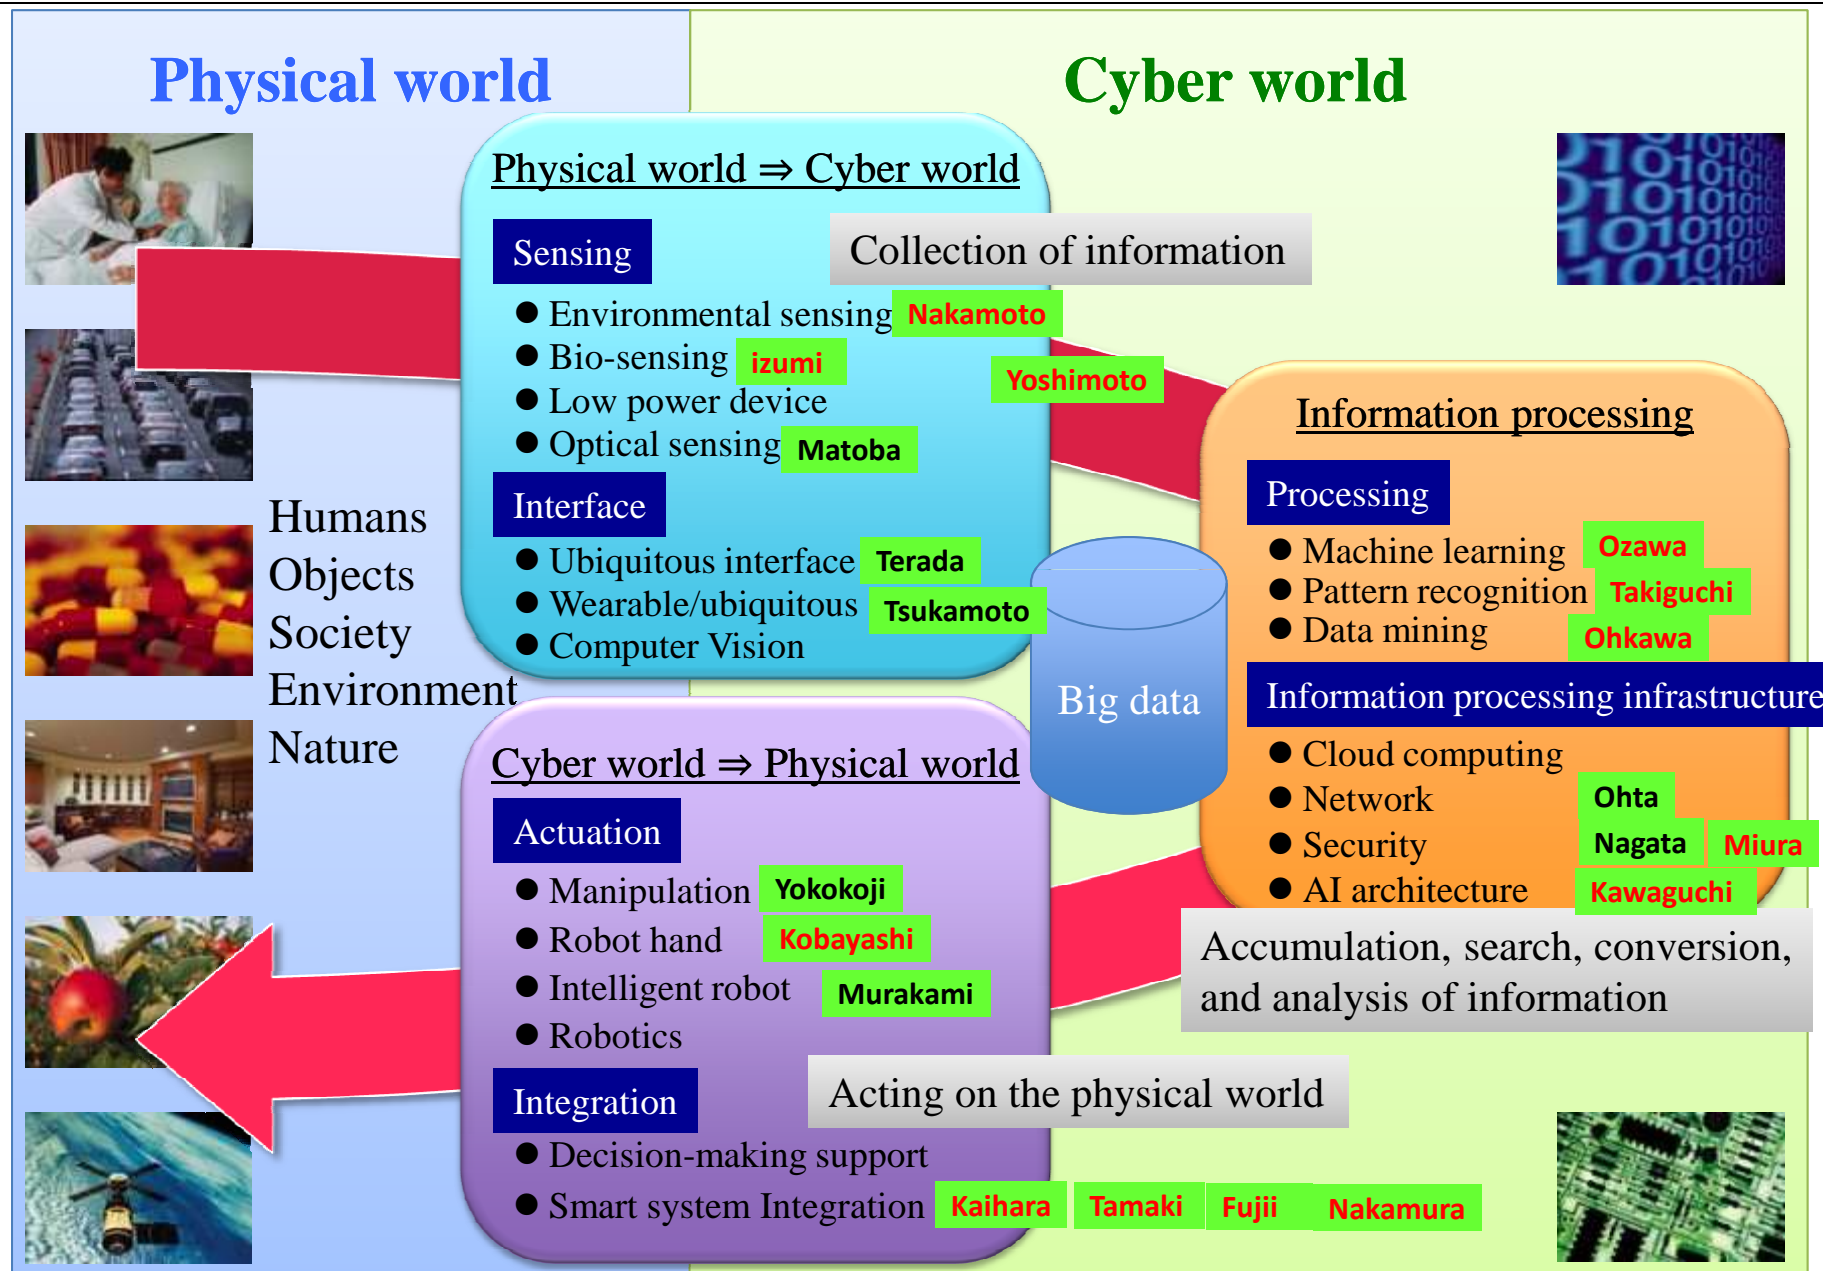 Physical world
Cyber world
Physical world ⇒ Cyber world
Sensing
Collection of information
● Environmental sensing Nakamoto
● Bio-sensing izumi
Yoshimoto
● Low power device
● Optical sensing Matoba
Interface
● Ubiquitous interface Terada
● Wearable/ubiquitous Tsukamoto
● Computer Vision
Humans
Objects
Society
Environment
Nature
Big data
Information processing
Processing
● Machine learning Ozawa
● Pattern recognition Takiguchi
● Data mining Ohkawa
Information processing infrastructure
● Cloud computing
● Network Ohta
● Security Nagata Miura
● AI architecture Kawaguchi
Accumulation, search, conversion,
and analysis of information
Cyber world ⇒ Physical world
Actuation
● Manipulation Yokokoji
● Robot hand Kobayashi
● Intelligent robot Murakami
● Robotics
Integration
Acting on the physical world
● Decision-making support
● Smart system Integration Kaihara Tamaki Fujii Nakamura